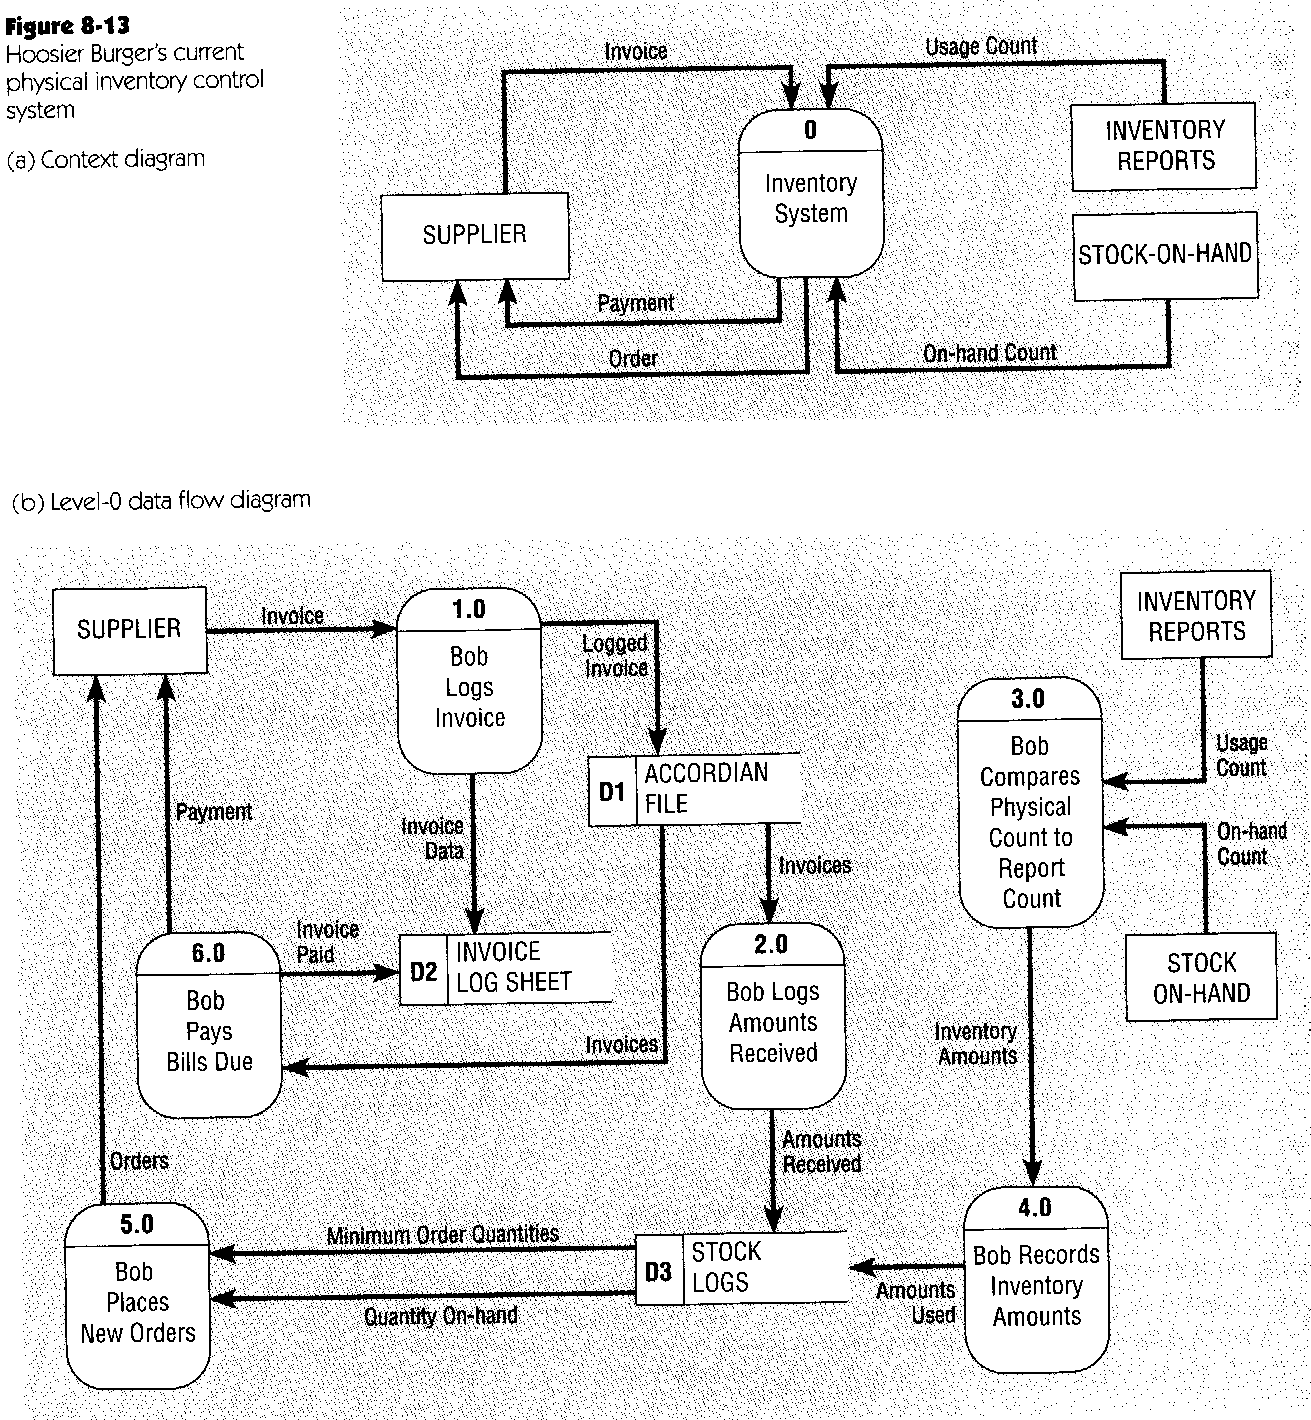 Figure 8-13
Hoosier Burger's current
physical inventory control
system
(a) Context diagram
Invoice
Usage Count
0
Inventory
System
INVENTORY
REPORTS
SUPPLIER
STOCK-ON-HAND
Payment
Order
On-hand Count
(b) Level-0 data flow diagram
SUPPLIER
Invoice
1.0
Bob
Logs
Invoice
Logged
Invoice
INVENTORY
REPORTS
3.0
Bob
Compares
Physical
Count to
Report
Count
Usage
Count
On-hand
Count
D1
ACCORDIAN
FILE
Payment
Invoice
Data
Invoices
6.0
Bob
Pays
Bills Due
Invoice
Paid
D2
INVOICE
LOG SHEET
2.0
Bob Logs
Amounts
Received
STOCK
ON-HAND
Invoices
Inventory
Amounts
Orders
Amounts
Received
5.0
Bob
Places
New Orders
Minimum Order Quantities
Quantity On-hand
D3
STOCK
LOGS
Amounts
Used
4.0
Bob Records
Inventory
Amounts